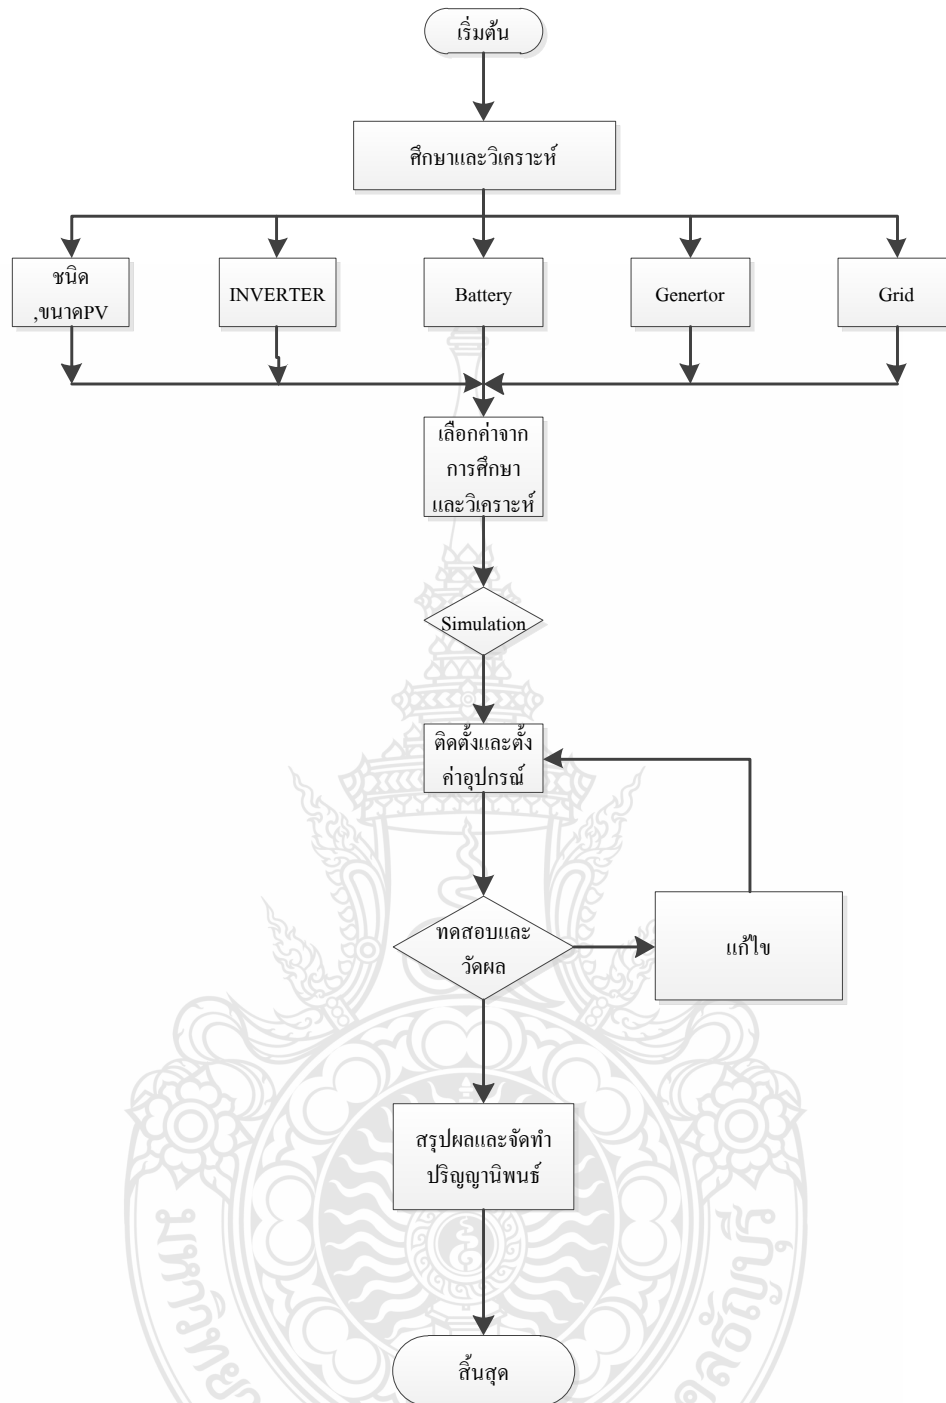 เริ่มต้น
ศึกษาและวิเคราะห์
ชนิด
,ขนาดPV
INVERTER
Battery
Genertor
Grid
เลือกค่าจาก
การศึกษา
และวิเคราะห์
Simulation
ติดตั้งและตั้ง
ค่าอุปกรณ์
ทดสอบและ
วัดผล
แก้ไข
สรุปผลและจัดทำ
ปริญญานิพนธ์
สิ้นสุด